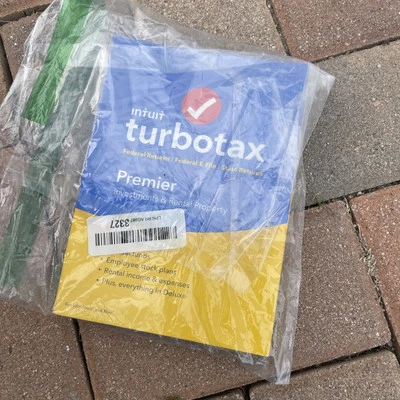 intuit
turbotax
Federal Returns | Federal E-File | State Returns
Premier
Investments & Rental Property
3327
funds
• Employee stock plans
• Rental income & expenses
• Plus, everything in Deluxe